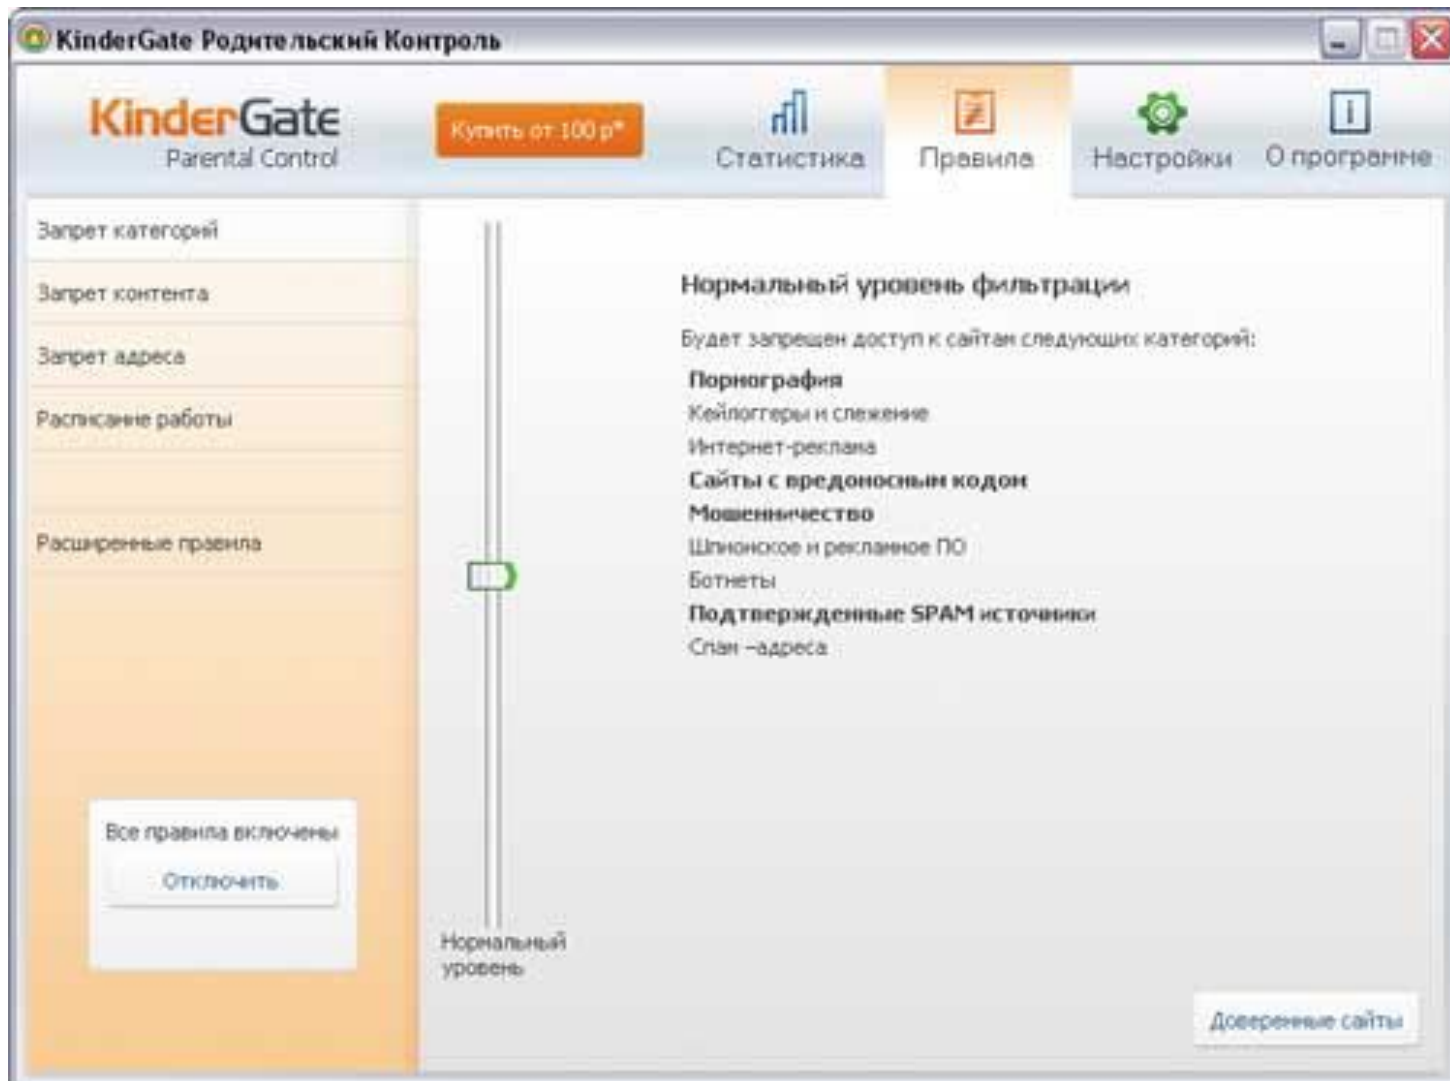 KinderGate Родительский Контроль
KinderGate
Parental Control
Купить от 100 р*
Статистика
Правила
Настройки
О программе
Запрет категорий
Запрет контента
Запрет адреса
Расписание работы
Расширенные правила
Все правила включены
Отключить
Нормальный
уровень
Нормальный уровень фильтрации
Будет запрещен доступ к сайтам следующих категорий:
Порнография
Кейлоггеры и слежение
Интернет-реклама
Сайты с вредоносным кодом
Мошенничество
Шпионское и рекламное ПО
Ботнеты
Подтвержденные SPAM источники
Спам –адреса
Доверенные сайты